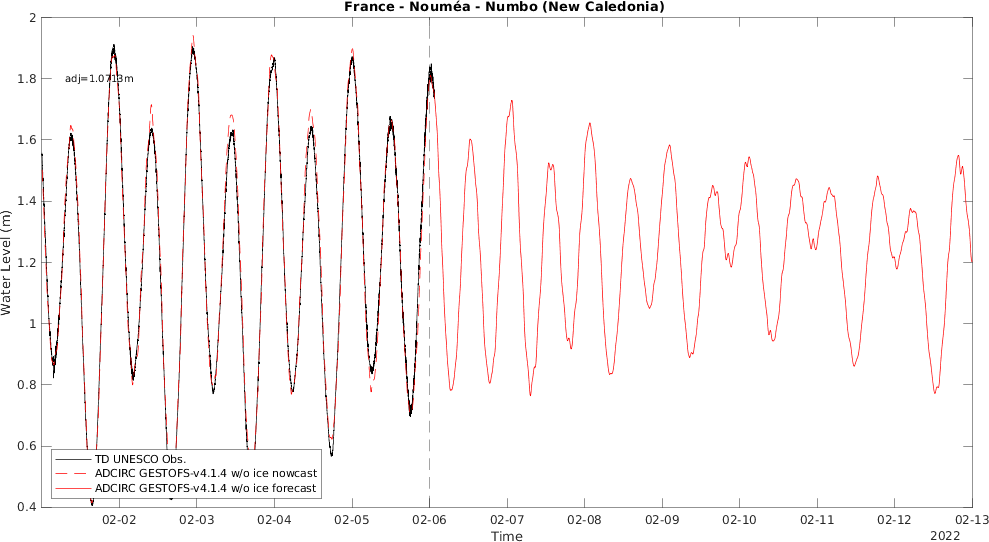 France - Nouméa - Numbo (New Caledonia)
adj=1.0713m
2
1.8
1.6
1.4
1.2
1
0.8
0.6
0.4
Water Level (m)
TD UNESCO Obs.
ADCIRC GESTOFS-v4.1.4 w/o ice nowcast
ADCIRC GESTOFS-v4.1.4 w/o ice forecast
02-02 02-03 02-04 02-05 02-06 02-07 02-08 02-09 02-10 02-11 02-12 02-13
Time
2022